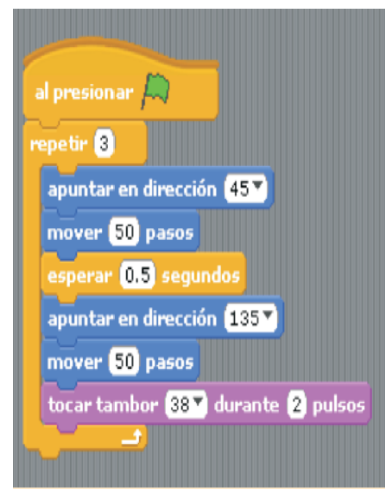 al presionar
repetir 3
apuntar en dirección 45
mover 50 pasos
esperar 0.5 segundos
apuntar en dirección 135
mover 50 pasos
tocar tambor 38 durante 2 pulsos